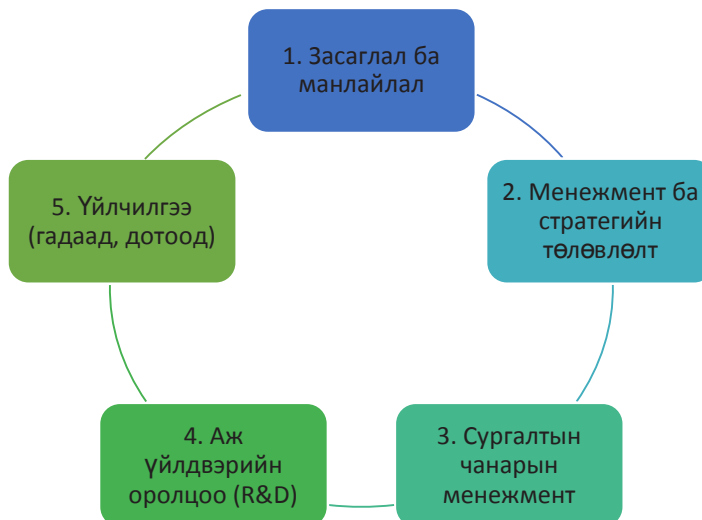 1. Засаглал ба
манлайлал
2. Менежмент ба
стратегийн
төлөвлөлт
3. Сургалтын
чанарын
менежмент
4. Аж
үйлдвэрийн
оролцоо (R&D)
5. Үйлчилгээ
(гадаад, дотоод)